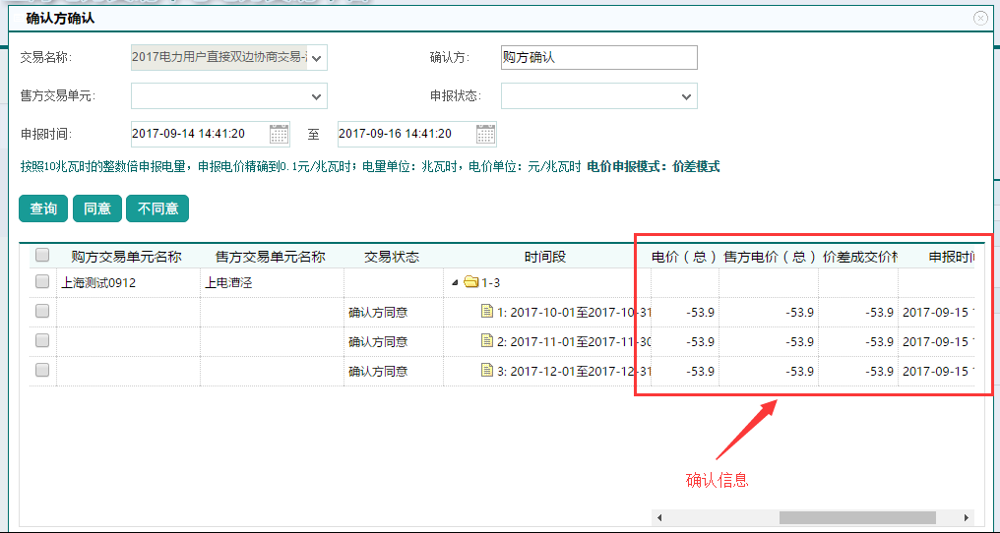 确认方确认
交易名称: 2017电力用户直接双边协商交易- 确认方: 购方确认
售方交易单元: 申报状态:
申报时间: 2017-09-14 14:41:20 至 2017-09-16 14:41:20
按照10兆瓦时的整数倍申报电量，申报电价精确到0.1元/兆瓦时；电量单位：兆瓦时，电价单位：元/兆瓦时 电价申报模式：价差模式
查询 同意 不同意
购方交易单元名称 售方交易单元名称 交易状态 时间段 电价（总） 售方电价（总） 价差成交价 申报时间
上海测试0912 上电漕泾 1-3
确认方同意 1: 2017-10-01至2017-10-31 -53.9 -53.9 -53.9 2017-09-15
确认方同意 2: 2017-11-01至2017-11-30 -53.9 -53.9 -53.9 2017-09-15
确认方同意 3: 2017-12-01至2017-12-31 -53.9 -53.9 -53.9 2017-09-15
确认信息